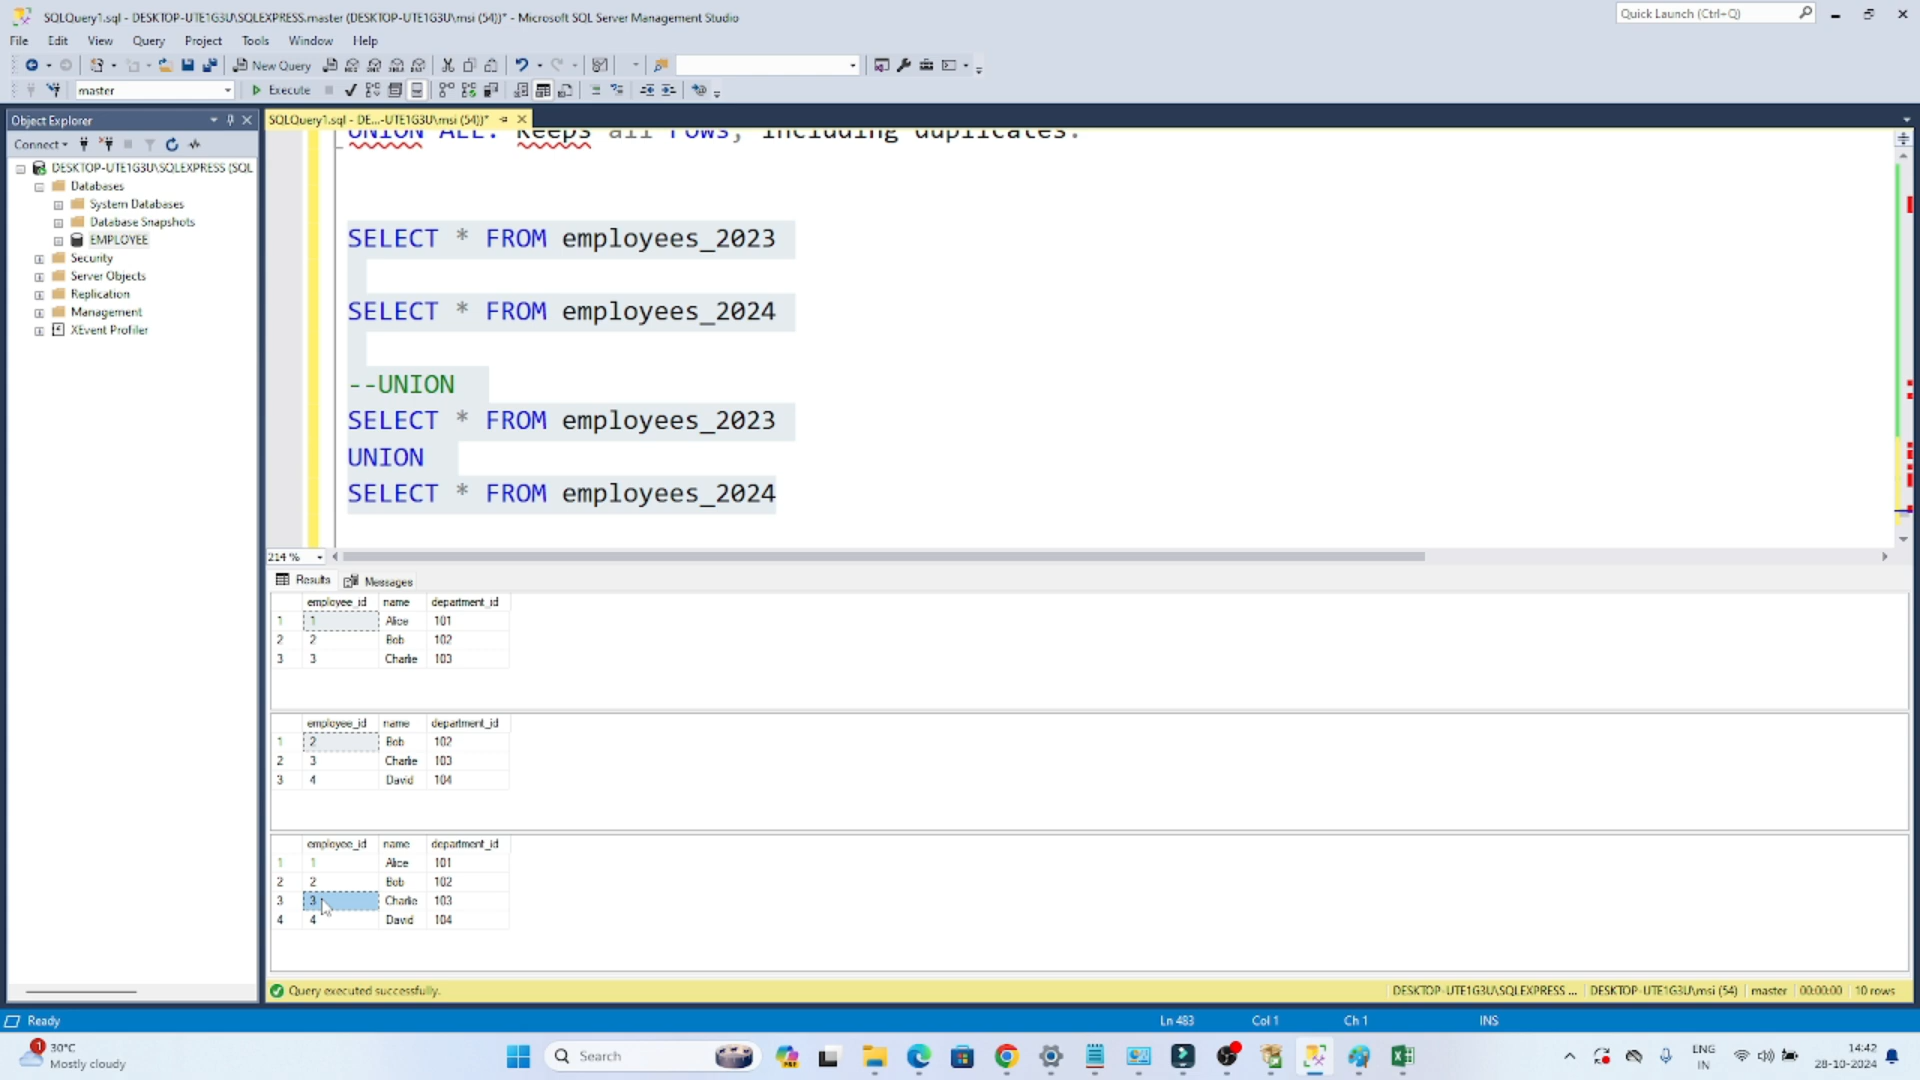 SQLQuery1.sql - DESKTOP-UTE1G3U\SQLEXPRESS.master (DESKTOP-UTE1G3U\msi (54))* - Microsoft SQL Server Management Studio
Quick Launch (Ctrl+Q)
File Edit View Query Project Tools Window Help
New Query
master
Execute
Object Explorer
SQLQuery1.sql - DE...-UTE1G3U\msi (54))*
Connect
DESKTOP-UTE1G3U\SQLEXPRESS (SQL
Databases
System Databases
Database Snapshots
EMPLOYEE
Security
Server Objects
Replication
Management
XEvent Profiler
UNION ALL: Keeps all rows, including duplicates.
SELECT * FROM employees_2023
SELECT * FROM employees_2024
--UNION
SELECT * FROM employees_2023
UNION
SELECT * FROM employees_2024
214 %
Results Messages
employee_id name department_id
1 1 Alice 101
2 2 Bob 102
3 3 Charlie 103
employee_id name department_id
1 2 Bob 102
2 3 Charlie 103
3 4 David 104
employee_id name department_id
1 1 Alice 101
2 2 Bob 102
3 3 Charlie 103
4 4 David 104
Query executed successfully.
DESKTOP-UTE1G3U\SQLEXPRESS ... DESKTOP-UTE1G3U\msi (54) master 00:00:00 10 rows
Ready
Ln 483 Col 1 Ch 1 INS
1
30°C
Mostly cloudy
Search
ENG
IN
14:42
28-10-2024